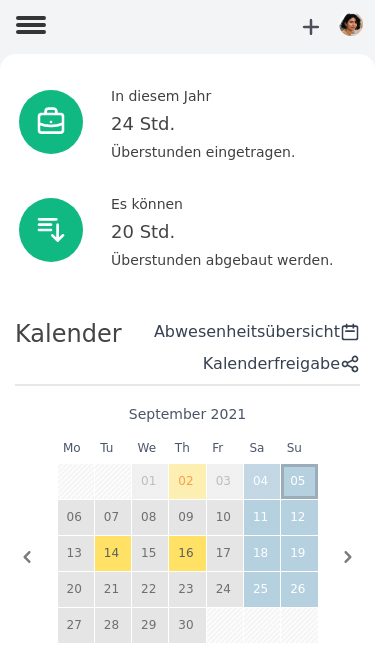 In diesem Jahr
24 Std.
Überstunden eingetragen.
Es können
20 Std.
Überstunden abgebaut werden.
Kalender
Abwesenheitsübersicht
Kalenderfreigabe
September 2021
Mo Tu We Th Fr Sa Su
01 02 03 04 05
06 07 08 09 10 11 12
13 14 15 16 17 18 19
20 21 22 23 24 25 26
27 28 29 30